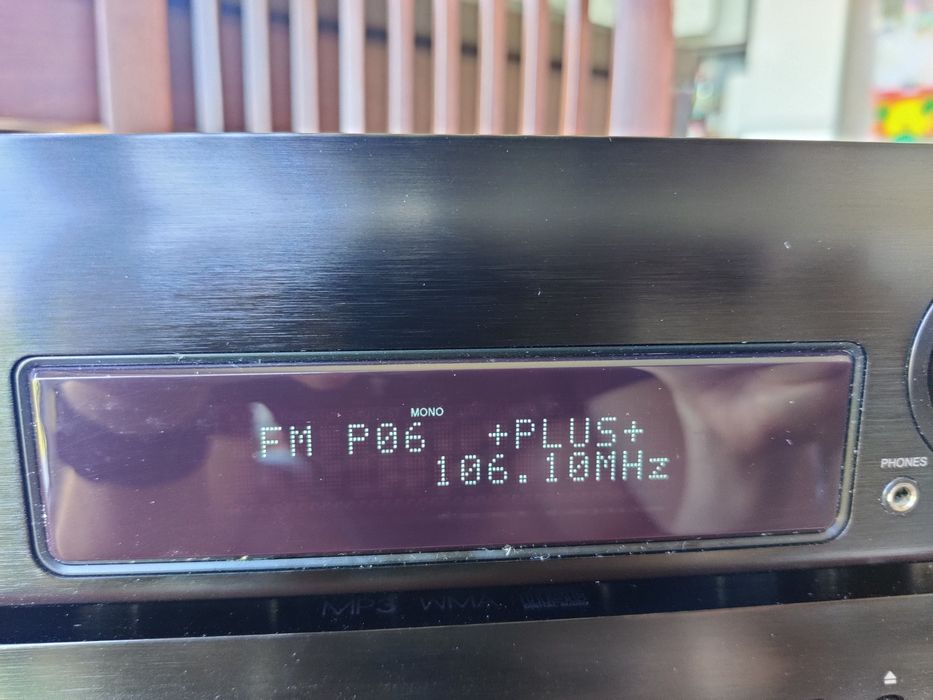 MONO
FM P06 +PLUS+
106.10MHz
PHONES
MP3 WMA